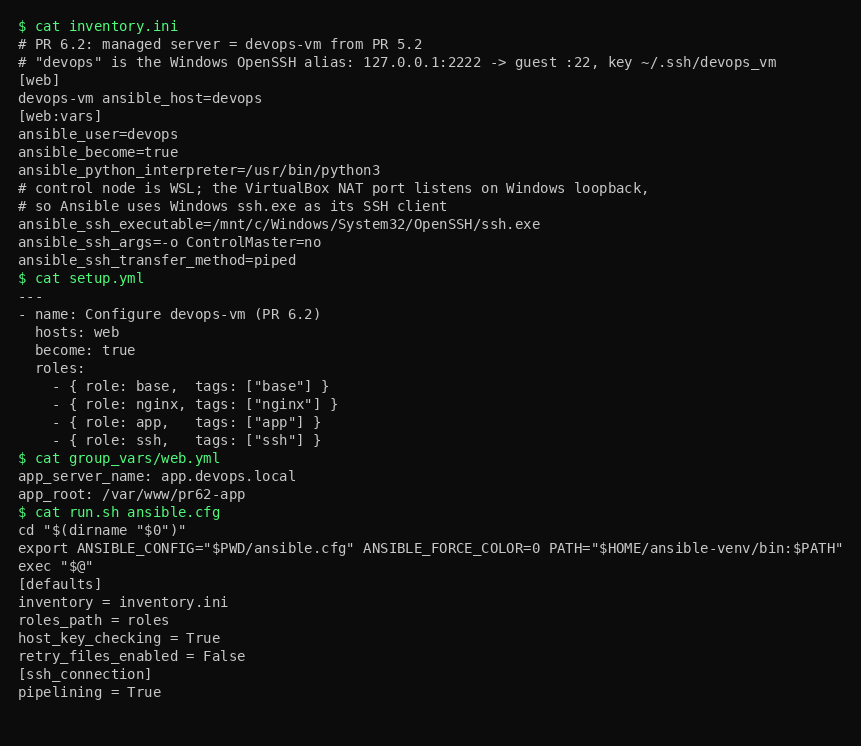 $ cat inventory.ini
# PR 6.2: managed server = devops-vm from PR 5.2
# "devops" is the Windows OpenSSH alias: 127.0.0.1:2222 -> guest :22, key ~/.ssh/devops_vm
[web]
devops-vm ansible_host=devops
[web:vars]
ansible_user=devops
ansible_become=true
ansible_python_interpreter=/usr/bin/python3
# control node is WSL; the VirtualBox NAT port listens on Windows loopback,
# so Ansible uses Windows ssh.exe as its SSH client
ansible_ssh_executable=/mnt/c/Windows/System32/OpenSSH/ssh.exe
ansible_ssh_args=-o ControlMaster=no
ansible_ssh_transfer_method=piped
$ cat setup.yml
---
- name: Configure devops-vm (PR 6.2)
  hosts: web
  become: true
  roles:
    - { role: base,  tags: ["base"] }
    - { role: nginx, tags: ["nginx"] }
    - { role: app,   tags: ["app"] }
    - { role: ssh,   tags: ["ssh"] }
$ cat group_vars/web.yml
app_server_name: app.devops.local
app_root: /var/www/pr62-app
$ cat run.sh ansible.cfg
cd "$(dirname "$0")"
export ANSIBLE_CONFIG="$PWD/ansible.cfg" ANSIBLE_FORCE_COLOR=0 PATH="$HOME/ansible-venv/bin:$PATH"
exec "$@"
[defaults]
inventory = inventory.ini
roles_path = roles
host_key_checking = True
retry_files_enabled = False
[ssh_connection]
pipelining = True